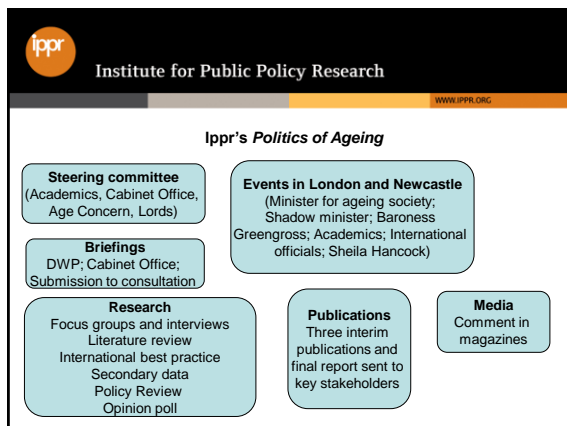 ippr
Institute for Public Policy Research
WWW.IPPR.ORG
Ippr's Politics of Ageing
Steering committee
(Academics, Cabinet Office,
Age Concern, Lords)
Events in London and Newcastle
(Minister for ageing society;
Shadow minister; Baroness
Greengross; Academics; International
officials; Sheila Hancock)
Briefings
DWP; Cabinet Office;
Submission to consultation
Research
Focus groups and interviews
Literature review
International best practice
Secondary data
Policy Review
Opinion poll
Publications
Three interim
publications and
final report sent to
key stakeholders
Media
Comment in
magazines